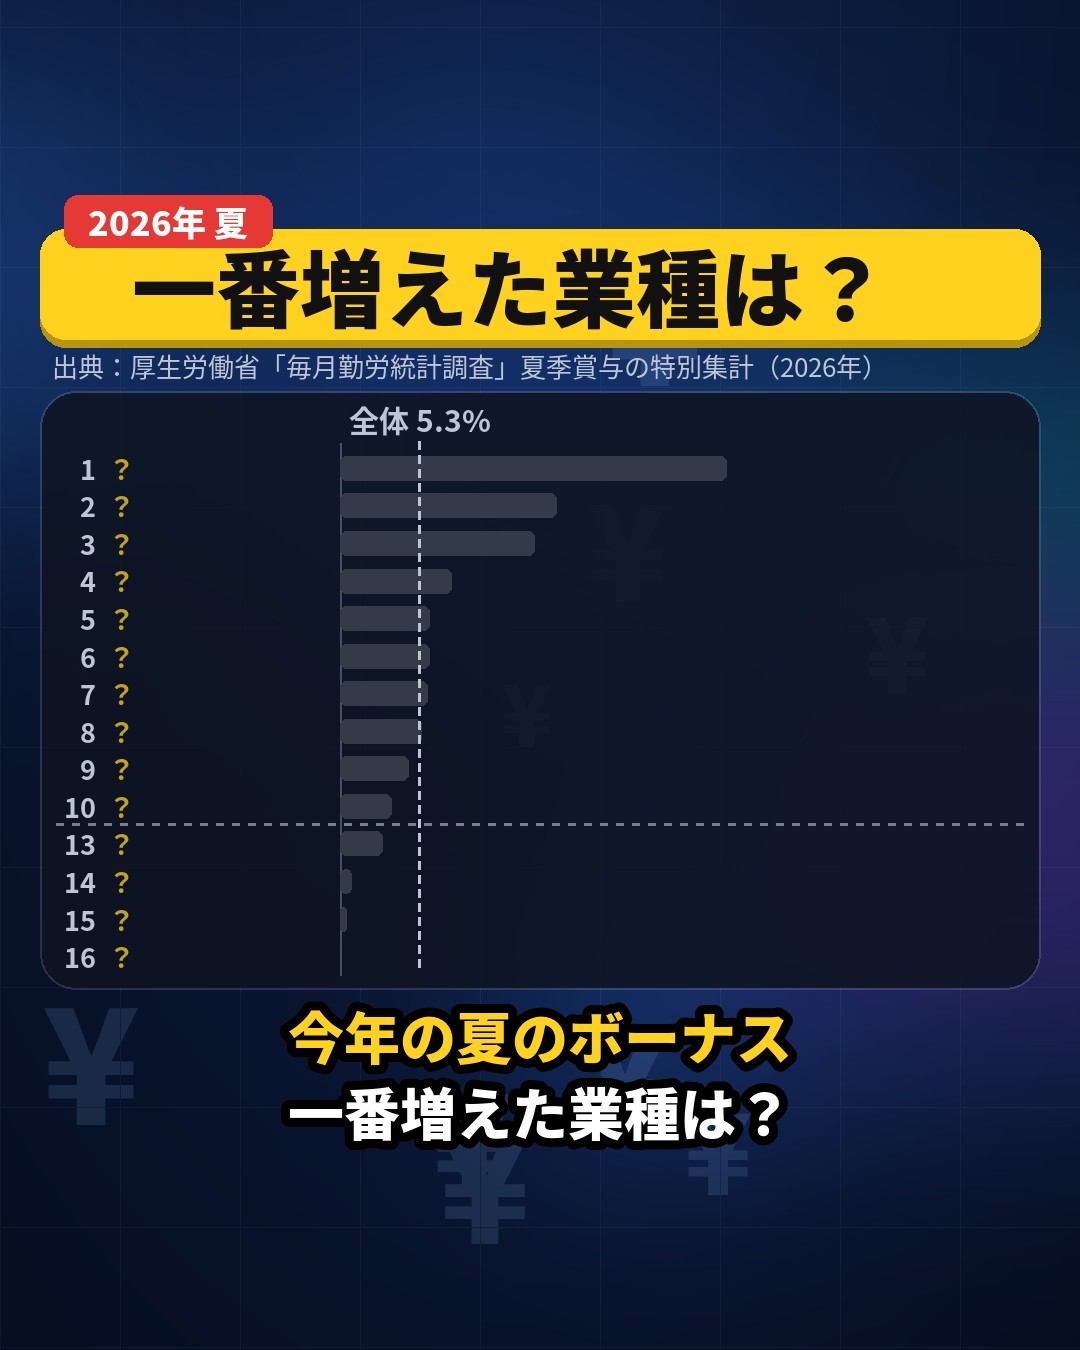 2026年 夏
一番増えた業種は？
出典：厚生労働省「毎月勤労統計調査」夏季賞与の特別集計（2026年）
全体 5.3%
1 ？
2 ？
3 ？
4 ？
5 ？
6 ？
7 ？
8 ？
9 ？
10 ？
13 ？
14 ？
15 ？
16 ？
今年の夏のボーナス
一番増えた業種は？